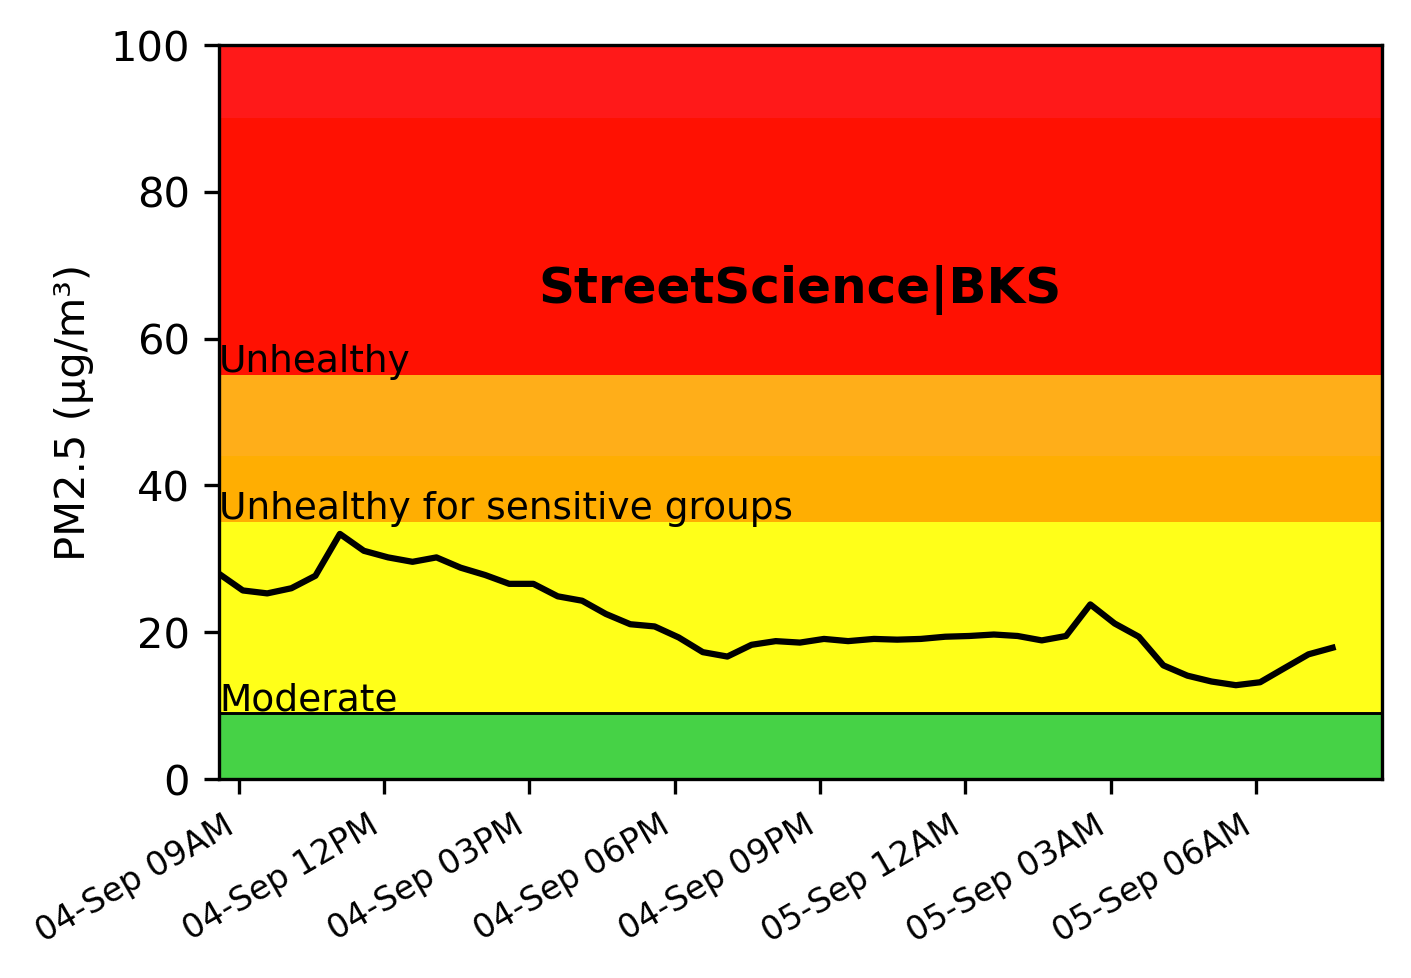 100
80
60
40
20
0
PM2.5 (µg/m³)
StreetScience|BKS
Unhealthy
Unhealthy for sensitive groups
Moderate
04-Sep 09AM
04-Sep 12PM
04-Sep 03PM
04-Sep 06PM
04-Sep 09PM
05-Sep 12AM
05-Sep 03AM
05-Sep 06AM